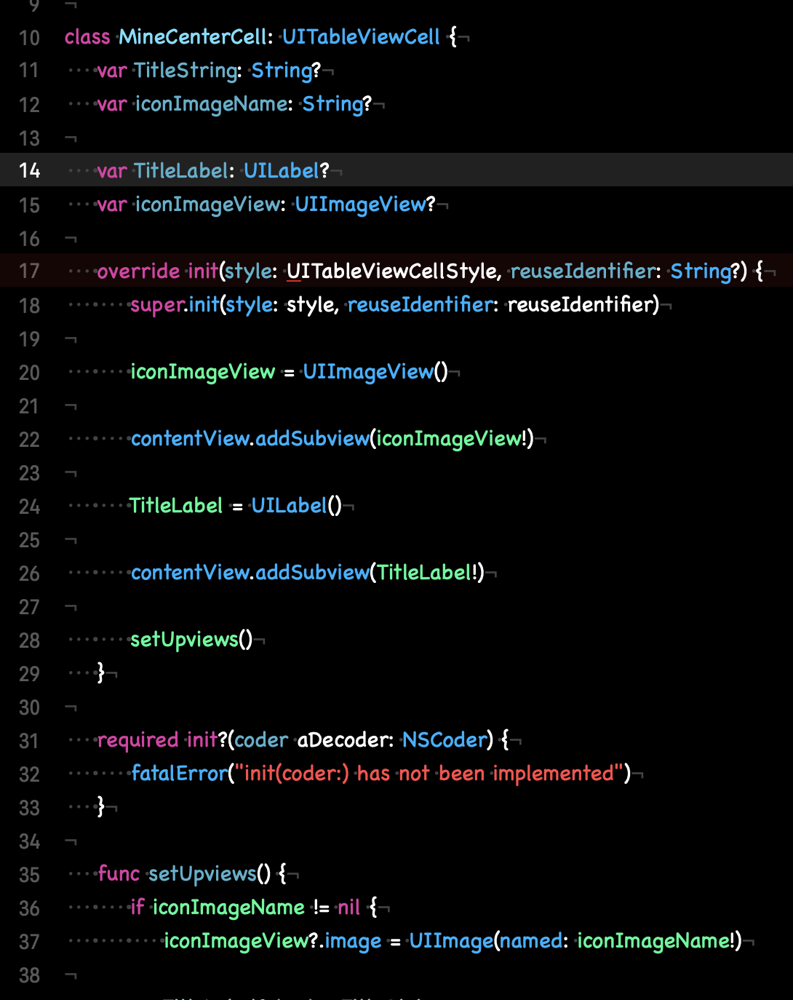 9
10 class MineCenterCell: UITableViewCell {
11 var TitleString: String?
12 var iconImageName: String?
13
14 var TitleLabel: UILabel?
15 var iconImageView: UIImageView?
16
17 override init(style: UITableViewCellStyle, reuseIdentifier: String?) {
18 super.init(style: style, reuseIdentifier: reuseIdentifier)
19
20 iconImageView = UIImageView()
21
22 contentView.addSubview(iconImageView!)
23
24 TitleLabel = UILabel()
25
26 contentView.addSubview(TitleLabel!)
27
28 setUpviews()
29 }
30
31 required init?(coder aDecoder: NSCoder) {
32 fatalError("init(coder:) has not been implemented")
33 }
34
35 func setUpviews() {
36 if iconImageName != nil {
37 iconImageView?.image = UIImage(named: iconImageName!)
38